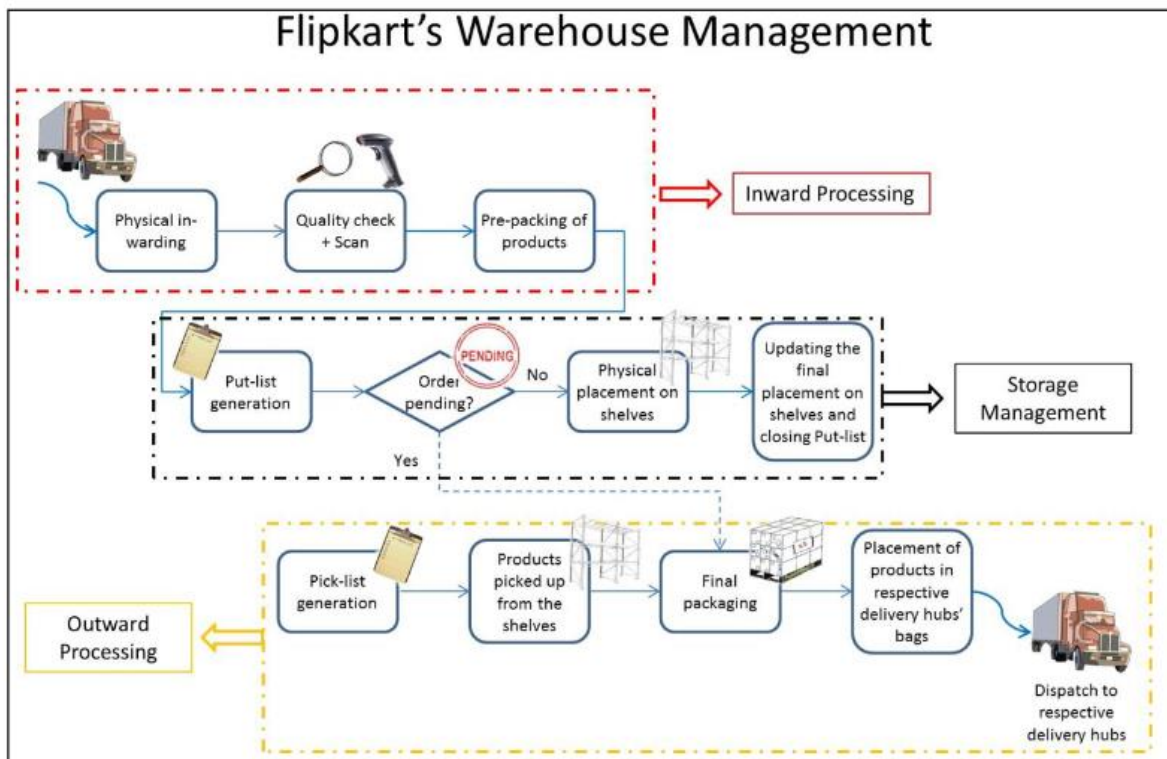 Flipkart's Warehouse Management
Physical in-
warding
Quality check
+ Scan
Pre-packing of
products
Inward Processing
Put-list
generation
PENDING
Order
pending?
No
Yes
Physical
placement on
shelves
Updating the
final
placement on
shelves and
closing Put-list
Storage
Management
Outward
Processing
Pick-list
generation
Products
picked up
from the
shelves
Final
packaging
Placement of
products in
respective
delivery hubs'
bags
Dispatch to
respective
delivery hubs